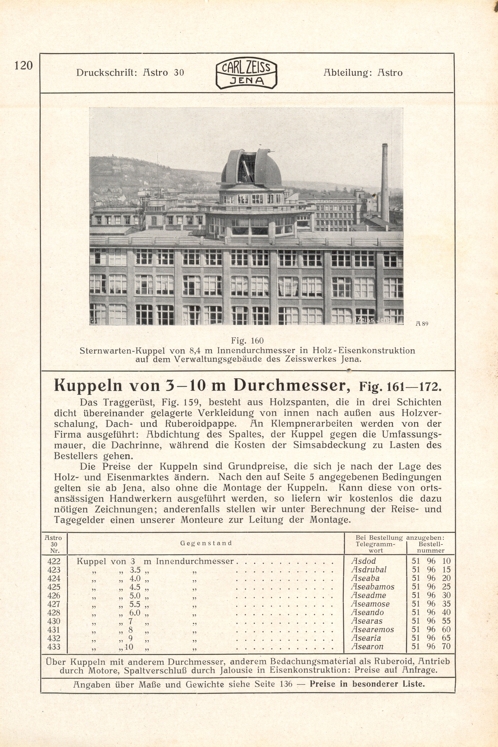 120
Druckschrift: Astro 30
CARL ZEISS
JENA
Abteilung: Astro
A 89
Fig. 160
Sternwarten-Kuppel von 8,4 m Innendurchmesser in Holz-Eisenkonstruktion
auf dem Verwaltungsgebäude des Zeisswerkes Jena.
Kuppeln von 3–10 m Durchmesser, Fig. 161—172.
Das Traggerüst, Fig. 159, besteht aus Holzspanten, die in drei Schichten
dicht übereinander gelagerte Verkleidung von innen nach außen aus Holzver-
schalung, Dach- und Ruberoidpappe. An Klempnerarbeiten werden von der
Firma ausgeführt: Abdichtung des Spaltes, der Kuppel gegen die Umfassungs-
mauer, die Dachrinne, während die Kosten der Simsabdeckung zu Lasten des
Bestellers gehen.
Die Preise der Kuppeln sind Grundpreise, die sich je nach der Lage des
Holz- und Eisenmarktes ändern. Nach den auf Seite 5 angegebenen Bedingungen
gelten sie ab Jena, also ohne die Montage der Kuppeln. Kann diese von orts-
ansässigen Handwerkern ausgeführt werden, so liefern wir kostenlos die dazu
nötigen Zeichnungen; anderenfalls stellen wir unter Berechnung der Reise- und
Tagegelder einen unserer Monteure zur Leitung der Montage.
Astro 30 Nr. Gegenstand Bei Bestellung anzugeben: Telegramm-wort Bestell-nummer
422 Kuppel von 3 m Innendurchmesser . . . . . . . . . . . . Asdod 51 96 10
423 „ „ 3.5 „ „ . . . . . . . . . . . . Asdrubal 51 96 15
424 „ „ 4.0 „ „ . . . . . . . . . . . . Aseaba 51 96 20
425 „ „ 4.5 „ „ . . . . . . . . . . . . Aseabamos 51 96 25
426 „ „ 5.0 „ „ . . . . . . . . . . . . Aseadme 51 96 30
427 „ „ 5.5 „ „ . . . . . . . . . . . . Aseamose 51 96 35
428 „ „ 6.0 „ „ . . . . . . . . . . . . Aseando 51 96 40
430 „ „ 7 „ „ . . . . . . . . . . . . Asearas 51 96 55
431 „ „ 8 „ „ . . . . . . . . . . . . Asearemos 51 96 60
432 „ „ 9 „ „ . . . . . . . . . . . . Asearia 51 96 65
433 „ „ 10 „ „ . . . . . . . . . . . . Asearon 51 96 70
Über Kuppeln mit anderem Durchmesser, anderem Bedachungsmaterial als Ruberoid, Antrieb
durch Motore, Spaltverschluß durch Jalousie in Eisenkonstruktion: Preise auf Anfrage.
Angaben über Maße und Gewichte siehe Seite 136 — Preise in besonderer Liste.